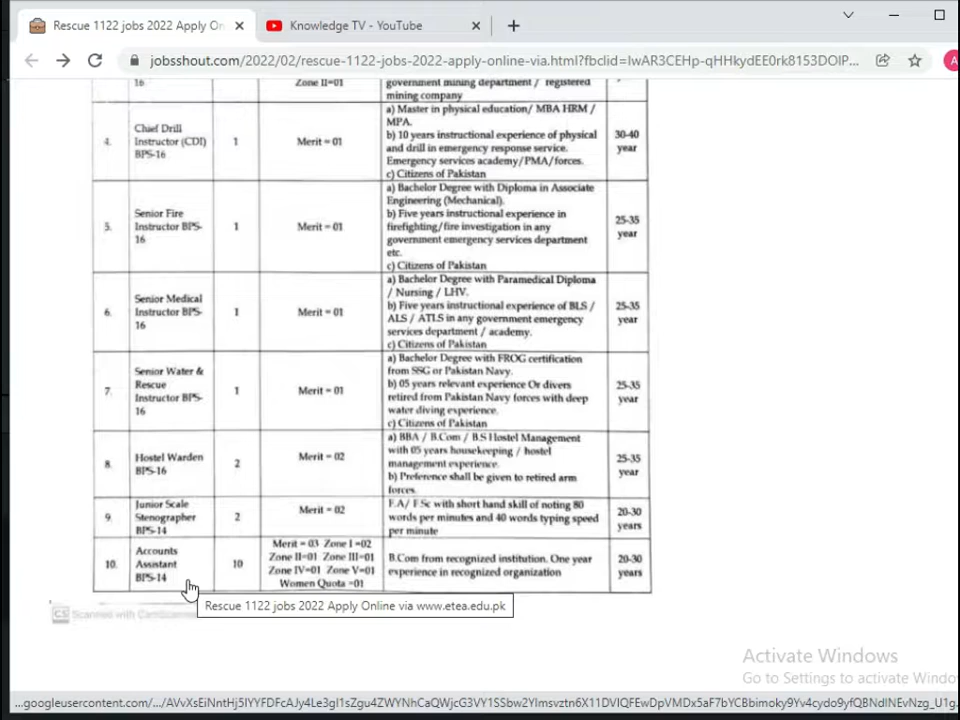 Rescue 1122 jobs 2022 Apply On
Knowledge TV - YouTube
jobsshout.com/2022/02/rescue-1122-jobs-2022-apply-online-via.html?fbclid=IwAR3CEHp-qHHkydEE0rk8153DOIP...
16 Zone II=01 government mining department / registered
mining company
4. Chief Drill Instructor (CDI) BPS-16 1 Merit = 01 a) Master in physical education/ MBA HRM / MPA.
b) 10 years instructional experience of physical and drill in emergency response service. Emergency services academy/PMA/forces.
c) Citizens of Pakistan
30-40 year
5. Senior Fire Instructor BPS-16 1 Merit = 01 a) Bachelor Degree with Diploma in Associate Engineering (Mechanical).
b) Five years instructional experience in firefighting/fire investigation in any government emergency services department etc.
c) Citizens of Pakistan
25-35 year
6. Senior Medical Instructor BPS-16 1 Merit = 01 a) Bachelor Degree with Paramedical Diploma / Nursing / LHV.
b) Five years instructional experience of BLS / ALS / ATLS in any government emergency services department / academy.
c) Citizens of Pakistan
25-35 year
7. Senior Water & Rescue Instructor BPS-16 1 Merit = 01 a) Bachelor Degree with FROG certification from SSG or Pakistan Navy.
b) 05 years relevant experience Or divers retired from Pakistan Navy forces with deep water diving experience.
c) Citizens of Pakistan
25-35 year
8. Hostel Warden BPS-16 2 Merit = 02 a) BBA / B.Com / B.S Hostel Management with 05 years housekeeping / hostel management experience.
b) Preference shall be given to retired arm forces.
25-35 year
9. Junior Scale Stenographer BPS-14 2 Merit = 02 F.A/ F.Sc with short hand skill of noting 80 words per minutes and 40 words typing speed per minute
20-30 years
10. Accounts Assistant BPS-14 10 Merit = 03 Zone I =02 Zone II=01 Zone III=01 Zone IV=01 Zone V=01 Women Quota =01 B.Com from recognized institution. One year experience in recognized organization
20-30 years
Rescue 1122 jobs 2022 Apply Online via www.etea.edu.pk
CS Scanned with
Activate Windows
Go to Settings to activate Windo